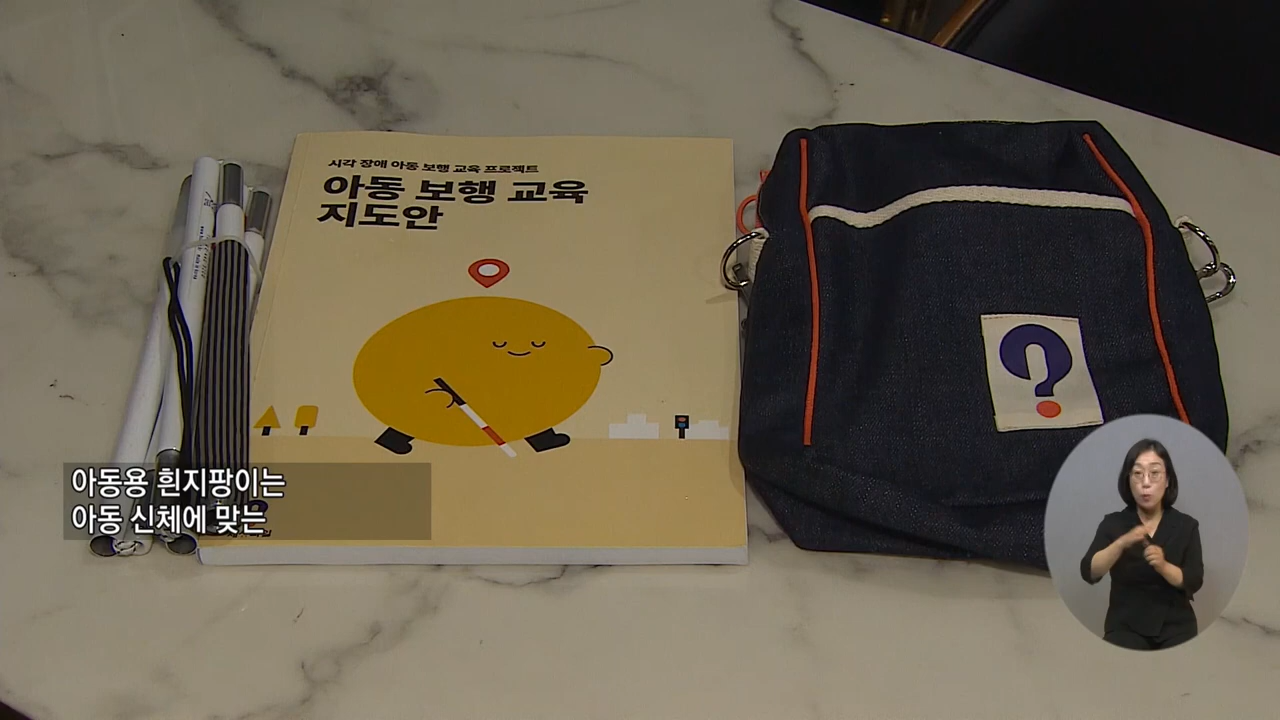 시각 장애 아동 보행 교육 프로젝트
아동 보행 교육
지도안
아동용 흰지팡이는
아동 신체에 맞는